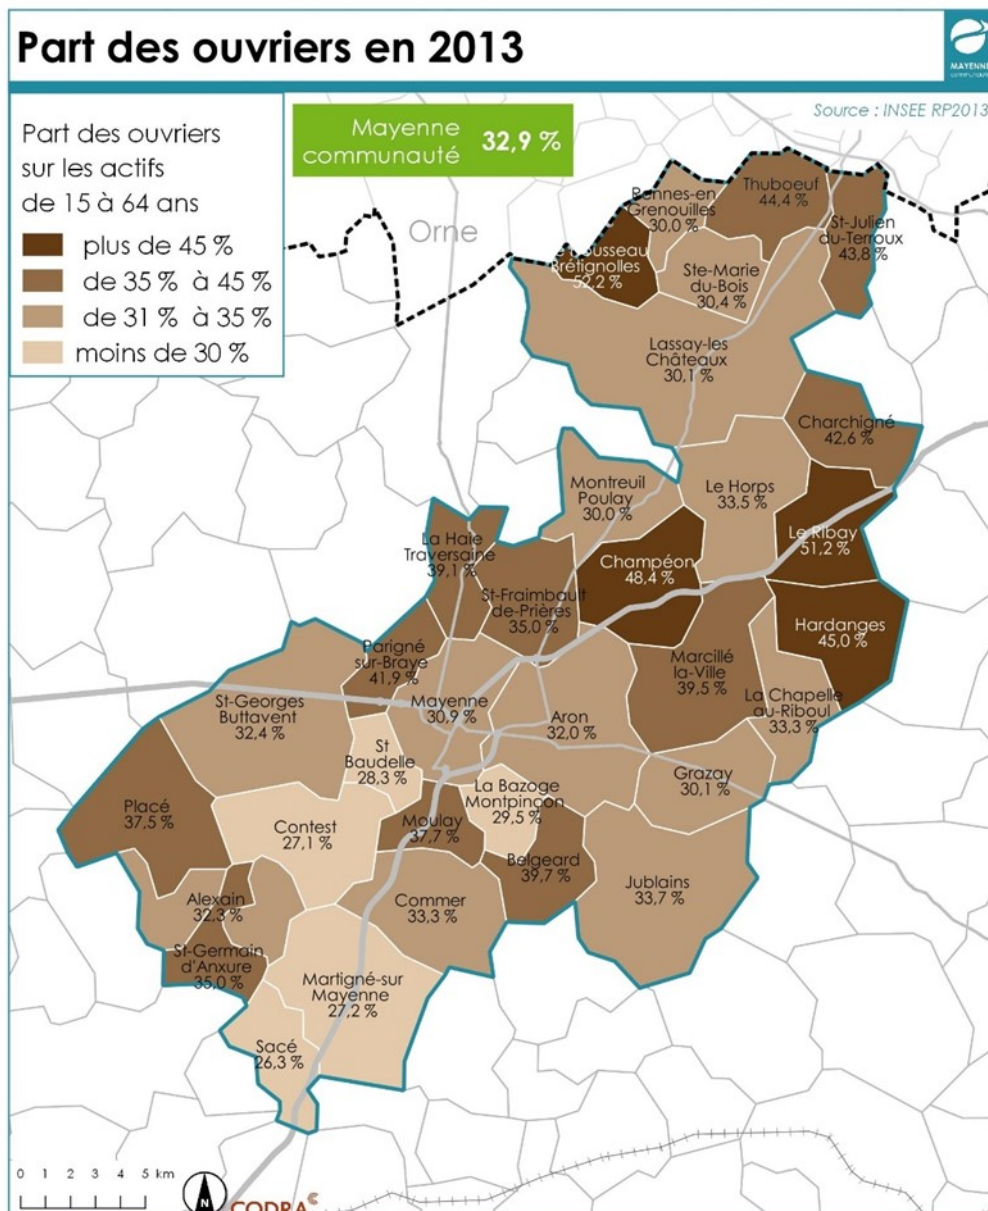 Part des ouvriers en 2013
MAYENNE
Source : INSEE RP2013
Part des ouvriers
sur les actifs
de 15 à 64 ans
plus de 45 %
de 35 % à 45 %
de 31 % à 35 %
moins de 30 %
Mayenne
communauté
32,9 %
Orne
Rennes-en
Grenouilles
30,0 %
Thuboeuf
44,4 %
St-Julien
du-Terroux
43,8 %
Housseau
Brétignolles
52,2 %
Ste-Marie
du-Bois
30,4 %
Lassay-les
Châteaux
30,1 %
Charchigné
42,6 %
Montreuil
Poulay
30,0 %
Le Horps
33,5 %
Le Ribay
51,2 %
La Haie
Traversaine
39,1 %
Champéon
48,4 %
St-Fraimbault
de-Prières
35,0 %
Hardanges
45,0 %
Parigné
sur-Braye
41,9 %
Marcillé
la-Ville
39,5 %
La Chapelle
au-Riboul
33,3 %
St-Georges
Buttavent
32,4 %
Mayenne
30,9 %
Aron
32,0 %
St
Baudelle
28,3 %
Grazay
30,1 %
La Bazoge
Montpinçon
29,5 %
Placé
37,5 %
Contest
27,1 %
Moulay
37,7 %
Belgeard
39,7 %
Jublains
33,7 %
Alexain
32,3 %
Commer
33,3 %
St-Germain
d'Anxure
35,0 %
Martigné-sur
Mayenne
27,2 %
Sacé
26,3 %
0 1 2 3 4 5 km
N
CODRA